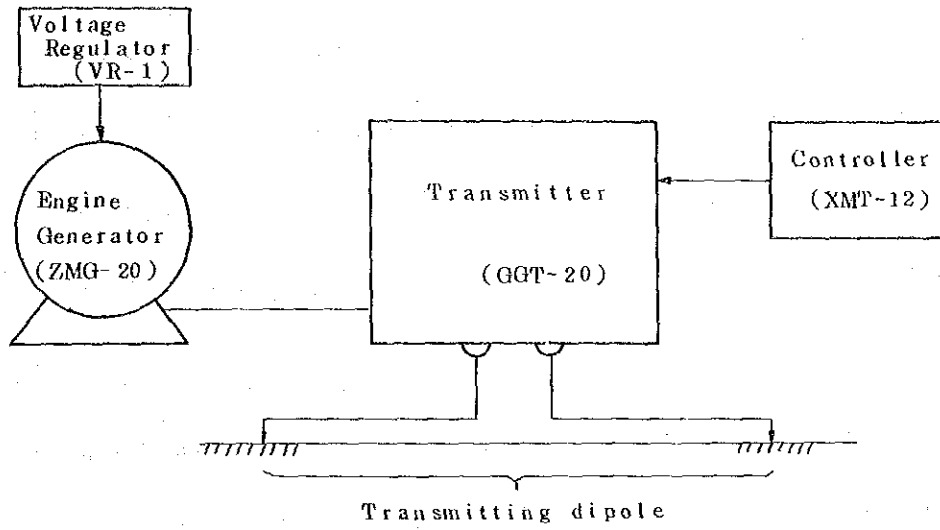 Voltage
Regulator
(VR-1)
Engine
Generator
(ZMG-20)
Transmitter
(GGT-20)
Controller
(XMT-12)
Transmitting dipole